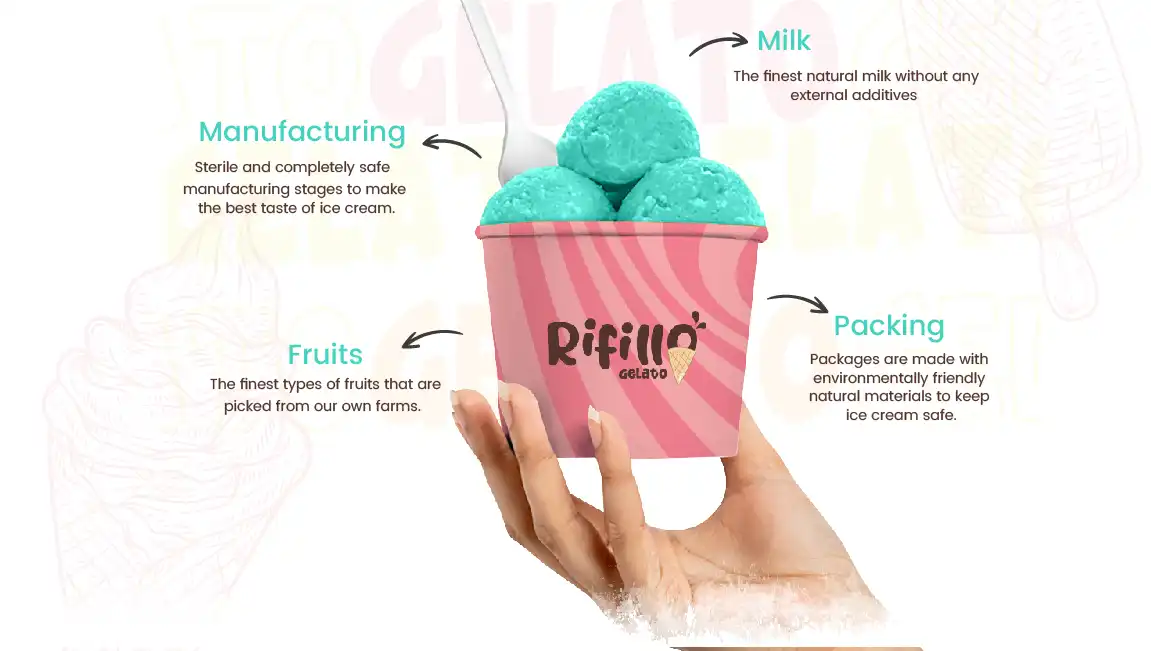 Milk
The finest natural milk without any
external additives
Manufacturing
Sterile and completely safe
manufacturing stages to make
the best taste of ice cream.
Rifillo
Gelato
Packing
Packages are made with
environmentally friendly
natural materials to keep
ice cream safe.
Fruits
The finest types of fruits that are
picked from our own farms.
GELATO